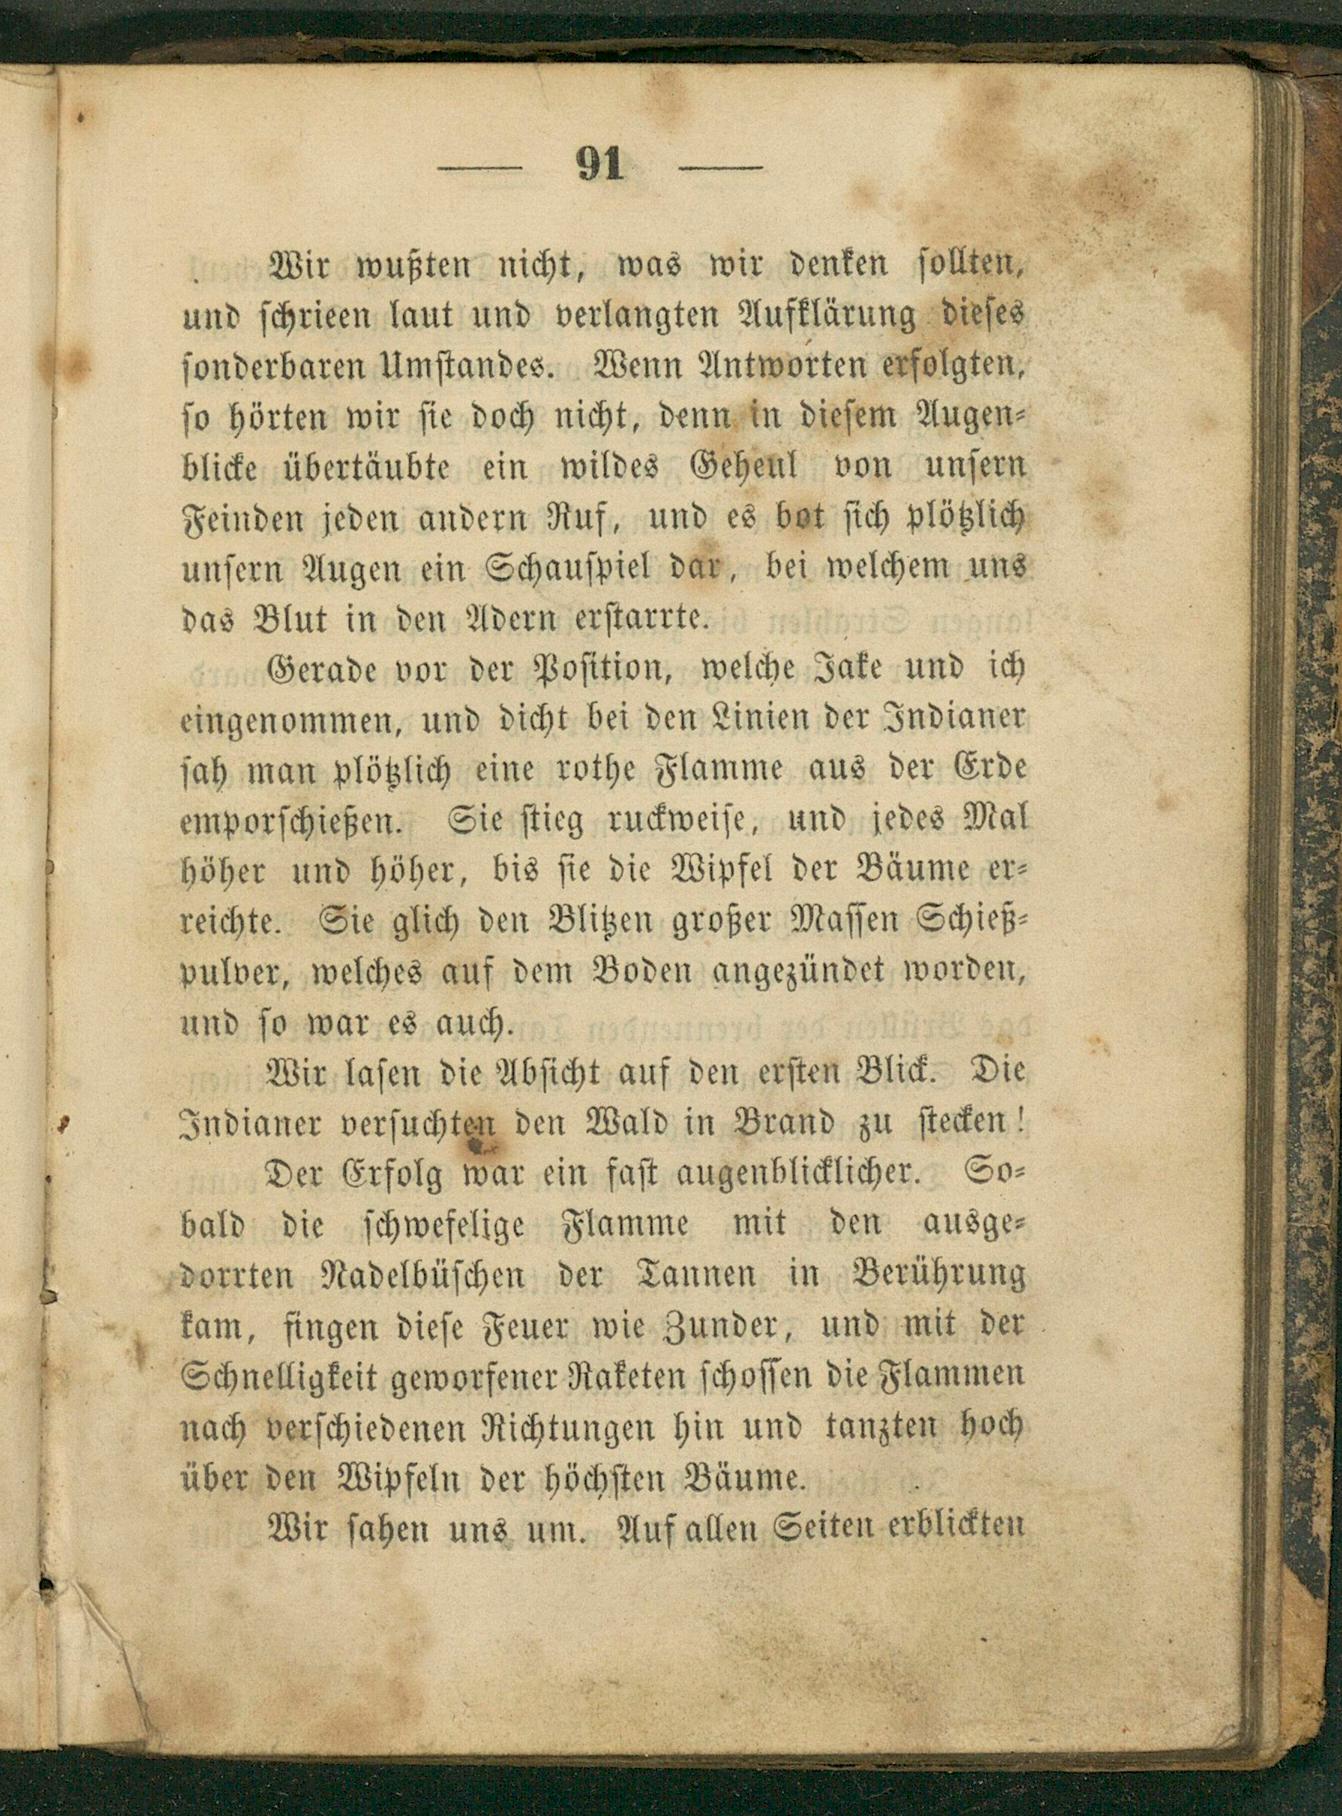 — 91 —
Wir wußten nicht, was wir denken sollten,
und schrieen laut und verlangten Aufklärung dieses
sonderbaren Umstandes. Wenn Antworten erfolgten,
so hörten wir sie doch nicht, denn in diesem Augen-
blicke übertäubte ein wildes Geheul von unsern
Feinden jeden andern Ruf, und es bot sich plötzlich
unsern Augen ein Schauspiel dar, bei welchem uns
das Blut in den Adern erstarrte.
Gerade vor der Position, welche Jake und ich
eingenommen, und dicht bei den Linien der Indianer
sah man plötzlich eine rothe Flamme aus der Erde
emporschießen. Sie stieg ruckweise, und jedes Mal
höher und höher, bis sie die Wipfel der Bäume er-
reichte. Sie glich den Blitzen großer Massen Schieß-
pulver, welches auf dem Boden angezündet worden,
und so war es auch.
Wir lasen die Absicht auf den ersten Blick. Die
Indianer versuchten den Wald in Brand zu stecken!
Der Erfolg war ein fast augenblicklicher. So-
bald die schwefelige Flamme mit den ausge-
dorrten Nadelbüschen der Tannen in Berührung
kam, fingen diese Feuer wie Zunder, und mit der
Schnelligkeit geworfener Raketen schossen die Flammen
nach verschiedenen Richtungen hin und tanzten hoch
über den Wipfeln der höchsten Bäume.
Wir sahen uns um. Auf allen Seiten erblickten